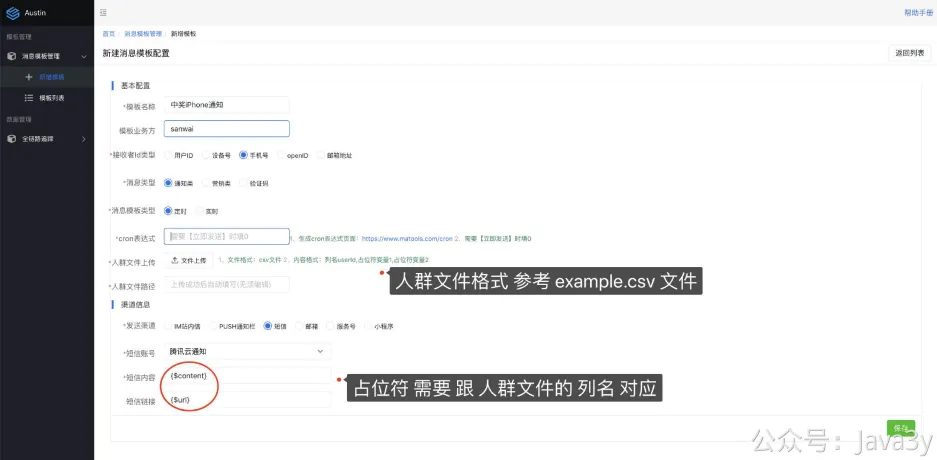 Austin
帮助手册
模板管理
首页 / 消息模板管理 / 新增模板
消息模板管理
新建消息模板配置
返回列表
新增模板
模板列表
基本配置
数据管理
*模板名称 中奖iPhone通知
全链路追踪
模板业务方 sanwai
*接收者Id类型 用户ID 设备号 手机号 openID 邮箱地址
*消息类型 通知类 营销类 验证码
*消息模板类型 定时 实时
*cron表达式 需要【立即发送】时填0 1、生成cron表达式页面：https://www.matools.com/cron 2、需要【立即发送】时填0
*人群文件上传 文件上传 1、文件格式：csv文件 2、内容格式：列名userId,占位符变量1,占位符变量2
人群文件格式 参考 example.csv 文件
*人群文件路径 上传成功后自动填写(无须编辑)
渠道信息
*发送渠道 IM站内信 PUSH通知栏 短信 邮箱 服务号 小程序
*短信账号 腾讯云通知
*短信内容 {$content}
占位符 需要 跟 人群文件的 列名 对应
短信链接 {$url}
保存
公众号：Java3y